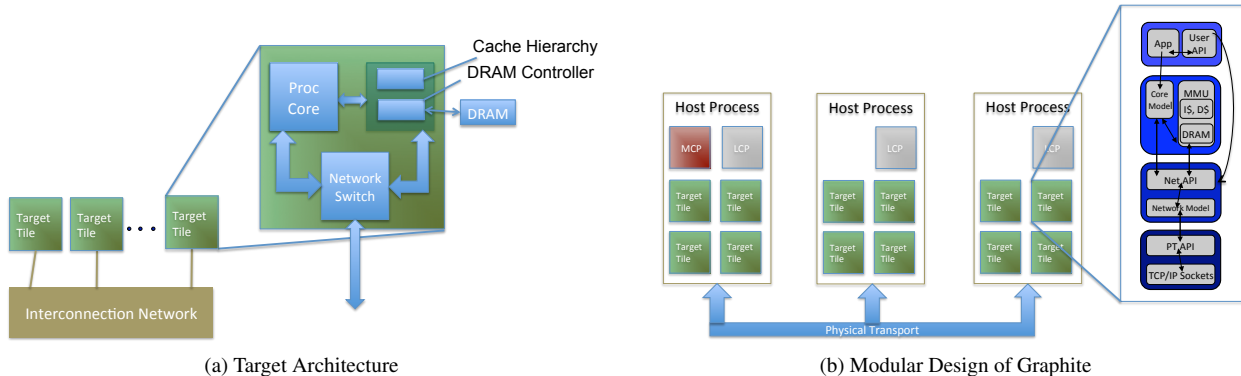 Cache Hierarchy
DRAM Controller
Proc
Core
DRAM
Network
Switch
Target
Tile
Target
Tile
• • •
Target
Tile
Interconnection Network
(a) Target Architecture
Host Process
MCP
LCP
Target
Tile
Target
Tile
Target
Tile
Target
Tile
Host Process
LCP
Target
Tile
Target
Tile
Target
Tile
Target
Tile
Host Process
LCP
Target
Tile
Target
Tile
Target
Tile
Target
Tile
Physical Transport
App
User
API
Core
Model
MMU
I$, D$
DRAM
Net API
Network Model
PT API
TCP/IP Sockets
(b) Modular Design of Graphite